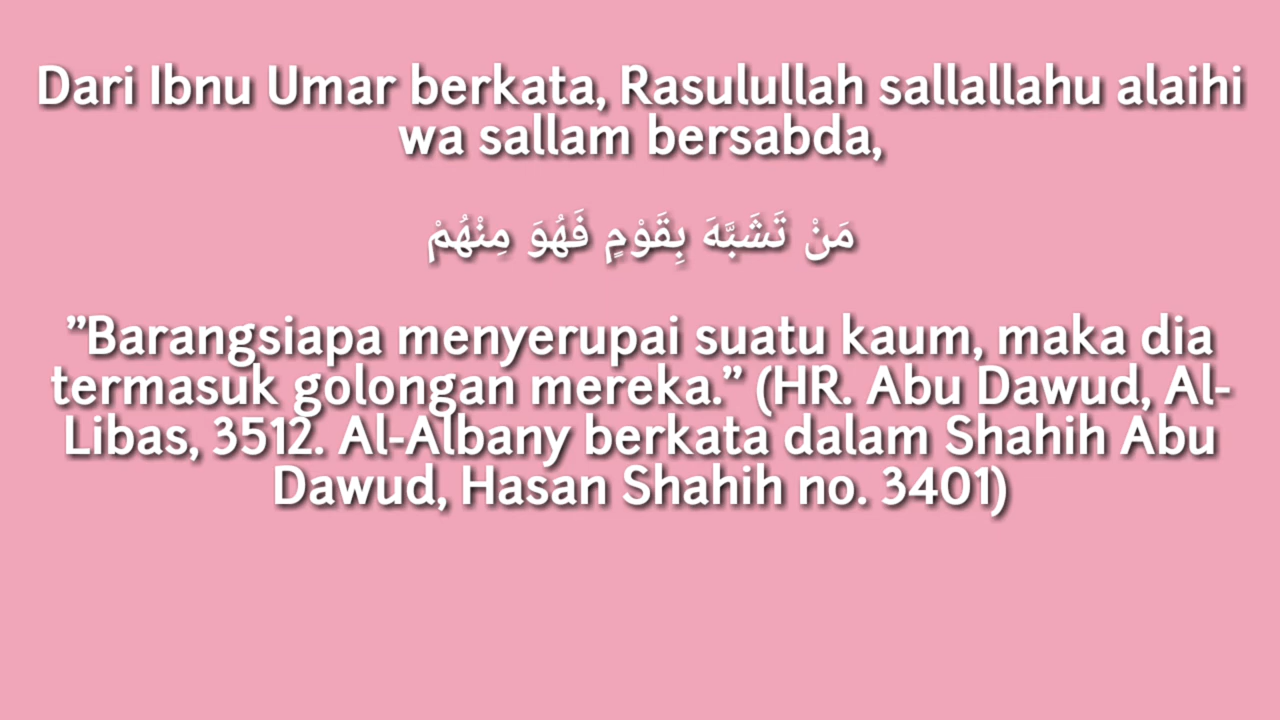 Dari Ibnu Umar berkata, Rasulullah sallallahu alaihi
wa sallam bersabda,
مَنْ تَشَبَّهَ بِقَوْمٍ فَهُوَ مِنْهُمْ
”Barangsiapa menyerupai suatu kaum, maka dia
termasuk golongan mereka.” (HR. Abu Dawud, Al-
Libas, 3512. Al-Albany berkata dalam Shahih Abu
Dawud, Hasan Shahih no. 3401)